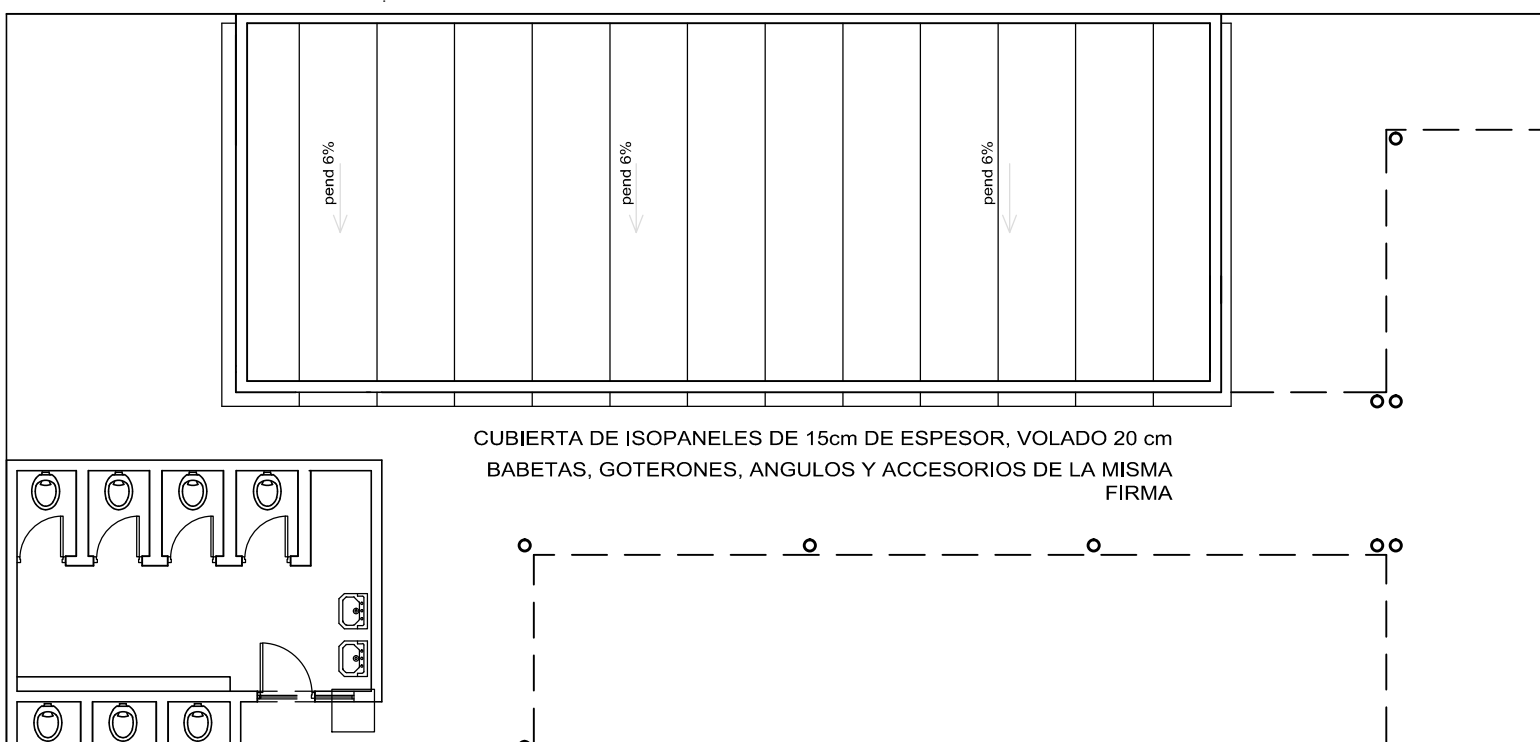 pend 6%
pend 6%
pend 6%
CUBIERTA DE ISOPANELES DE 15cm DE ESPESOR, VOLADO 20 cm
BABETAS, GOTERONES, ANGULOS Y ACCESORIOS DE LA MISMA
FIRMA